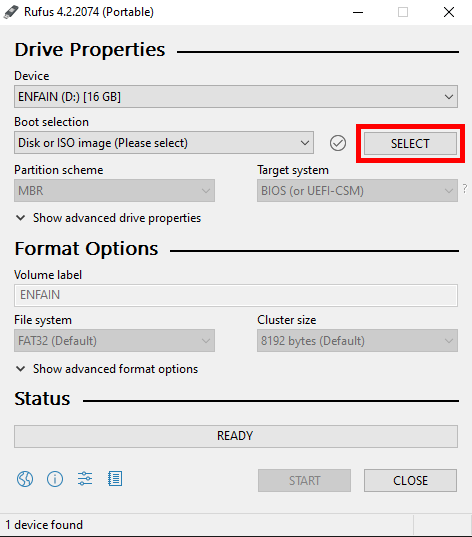 Rufus 4.2.2074 (Portable)
Drive Properties
Device
ENFAIN (D:) [16 GB]
Boot selection
Disk or ISO image (Please select)
SELECT
Partition scheme
Target system
MBR
BIOS (or UEFI-CSM)
?
Show advanced drive properties
Format Options
Volume label
ENFAIN
File system
Cluster size
FAT32 (Default)
8192 bytes (Default)
Show advanced format options
Status
READY
START
CLOSE
1 device found